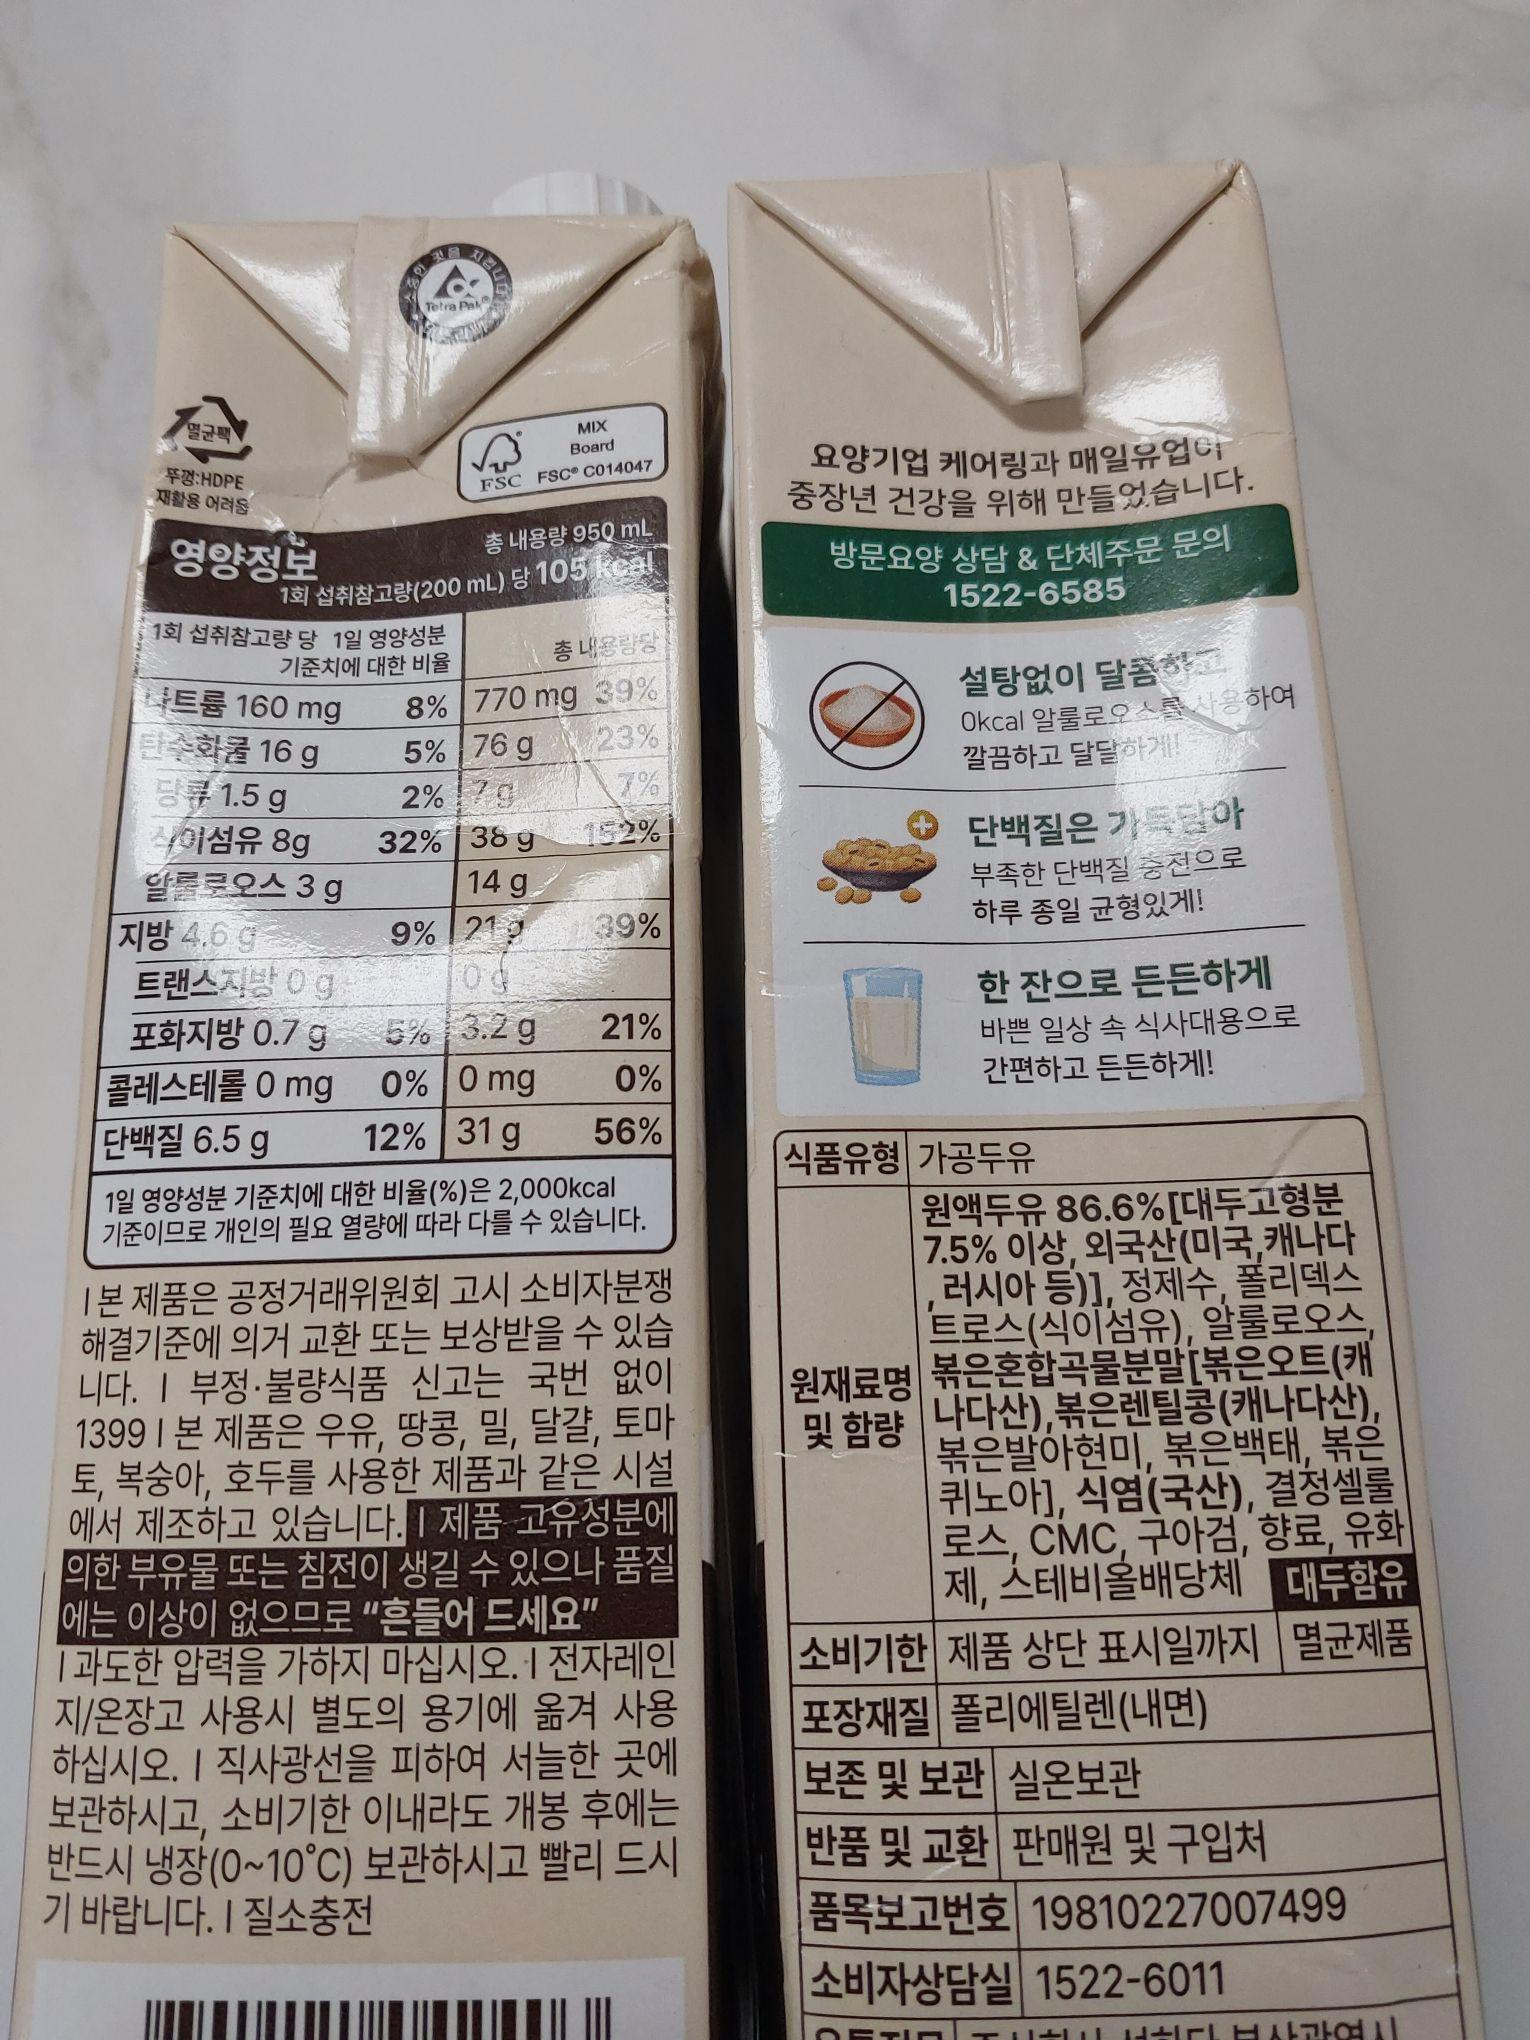 Tetra Pak®
멸균팩
뚜껑:HDPE
재활용 어려움
FSC®
MIX
Board
FSC® C014047
영양정보
총 내용량 950 mL
1회 섭취참고량(200 mL) 당 105 kcal
1회 섭취참고량 당 1일 영양성분
기준치에 대한 비율
총 내용량당
나트륨 160 mg 8% 770 mg 39%
탄수화물 16 g 5% 76 g 23%
당류 1.5 g 2% 7 g 7%
식이섬유 8g 32% 38 g 152%
알룰로오스 3 g 14 g
지방 4.6 g 9% 21 g 39%
트랜스지방 0 g 0 g
포화지방 0.7 g 5% 3.2 g 21%
콜레스테롤 0 mg 0% 0 mg 0%
단백질 6.5 g 12% 31 g 56%
1일 영양성분 기준치에 대한 비율(%)은 2,000kcal
기준이므로 개인의 필요 열량에 따라 다를 수 있습니다.
| 본 제품은 공정거래위원회 고시 소비자분쟁
해결기준에 의거 교환 또는 보상받을 수 있습
니다. | 부정·불량식품 신고는 국번 없이
1399 | 본 제품은 우유, 땅콩, 밀, 달걀, 토마
토, 복숭아, 호두를 사용한 제품과 같은 시설
에서 제조하고 있습니다. | 제품 고유성분에
의한 부유물 또는 침전이 생길 수 있으나 품질
에는 이상이 없으므로 “흔들어 드세요”
| 과도한 압력을 가하지 마십시오. | 전자레인
지/온장고 사용시 별도의 용기에 옮겨 사용
하십시오. | 직사광선을 피하여 서늘한 곳에
보관하시고, 소비기한 이내라도 개봉 후에는
반드시 냉장(0~10℃) 보관하시고 빨리 드시
기 바랍니다. | 질소충전
요양기업 케어링과 매일유업이
중장년 건강을 위해 만들었습니다.
방문요양 상담 & 단체주문 문의
1522-6585
설탕없이 달콤하고
0kcal 알룰로오스를 사용하여
깔끔하고 달달하게!
단백질은 가득담아
부족한 단백질 충전으로
하루 종일 균형있게!
한 잔으로 든든하게
바쁜 일상 속 식사대용으로
간편하고 든든하게!
식품유형 가공두유
원재료명
및 함량
원액두유 86.6%[대두고형분
7.5% 이상, 외국산(미국,캐나다
,러시아 등)], 정제수, 폴리덱스
트로스(식이섬유), 알룰로오스,
볶은혼합곡물분말[볶은오트(캐
나다산),볶은렌틸콩(캐나다산),
볶은발아현미, 볶은백태, 볶은
퀴노아], 식염(국산), 결정셀룰
로스, CMC, 구아검, 향료, 유화
제, 스테비올배당체 대두함유
소비기한 제품 상단 표시일까지 멸균제품
포장재질 폴리에틸렌(내면)
보존 및 보관 실온보관
반품 및 교환 판매원 및 구입처
품목보고번호 19810227007499
소비자상담실 1522-6011